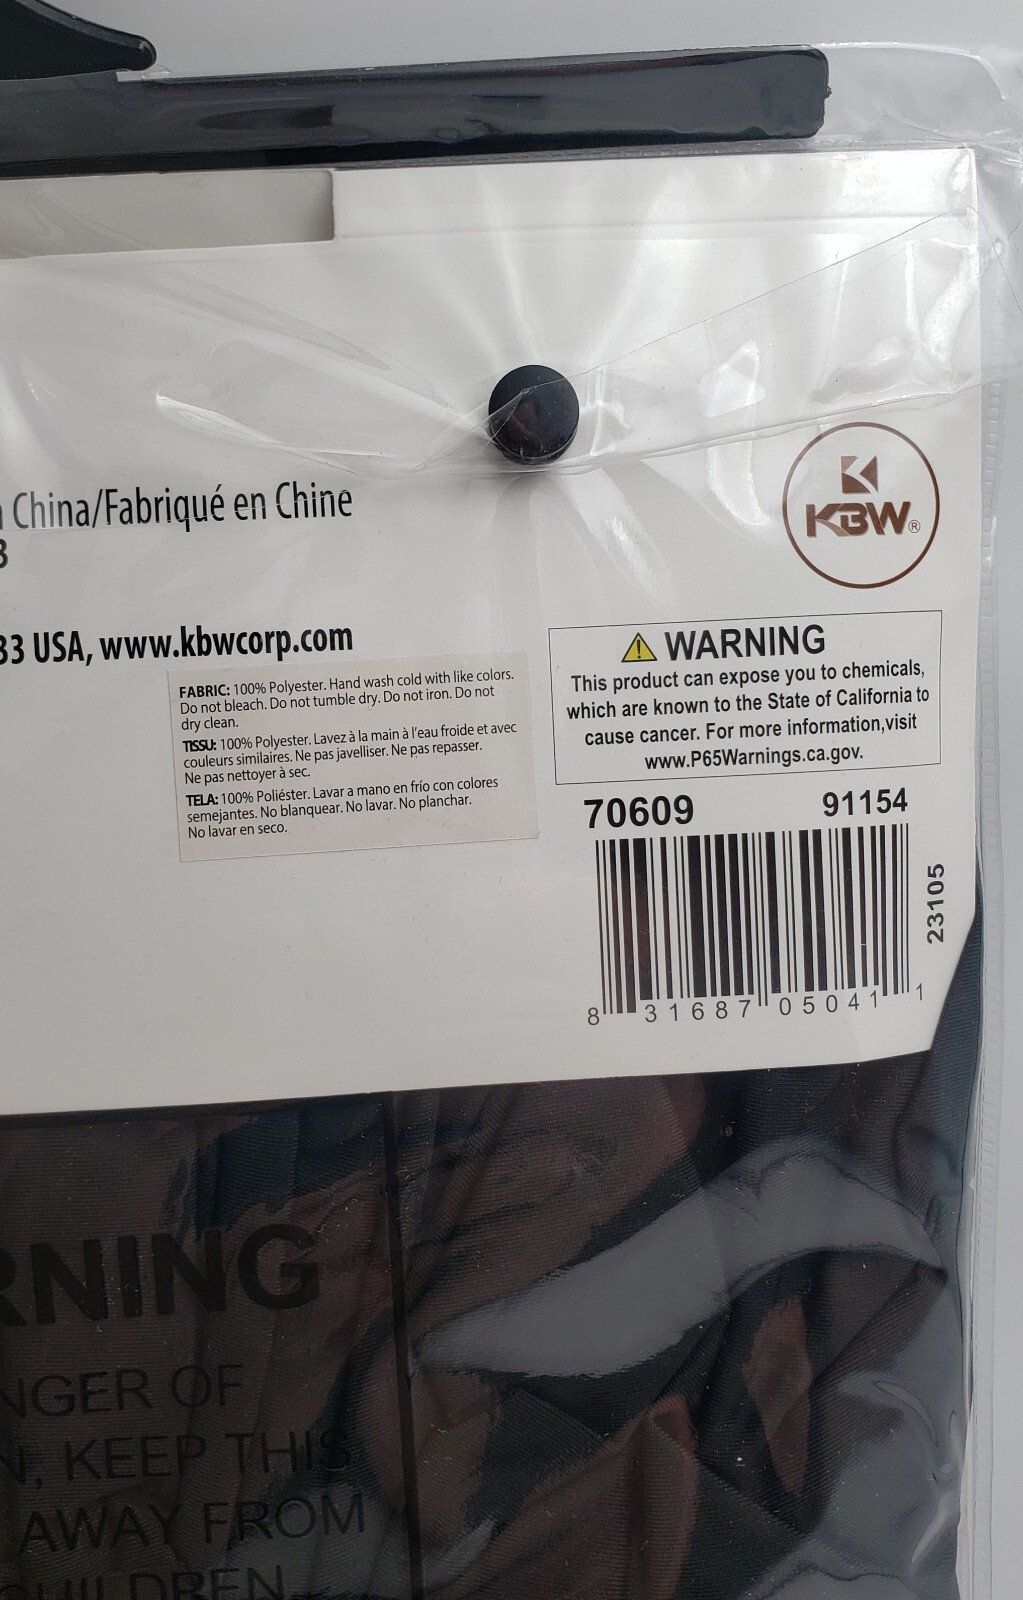 China/Fabriqué en Chine
3
33 USA, www.kbwcorp.com
KBW®
FABRIC: 100% Polyester. Hand wash cold with like colors.
Do not bleach. Do not tumble dry. Do not iron. Do not
dry clean.
TISSU: 100% Polyester. Lavez à la main à l'eau froide et avec
couleurs similaires. Ne pas javelliser. Ne pas repasser.
Ne pas nettoyer à sec.
TELA: 100% Poliéster. Lavar a mano en frío con colores
semejantes. No blanquear. No lavar. No planchar.
No lavar en seco.
WARNING
This product can expose you to chemicals,
which are known to the State of California to
cause cancer. For more information,visit
www.P65Warnings.ca.gov.
70609 91154
23105
8 31687 05041 1
RNING
NGER OF
N, KEEP THIS
AWAY FROM
CHILDREN